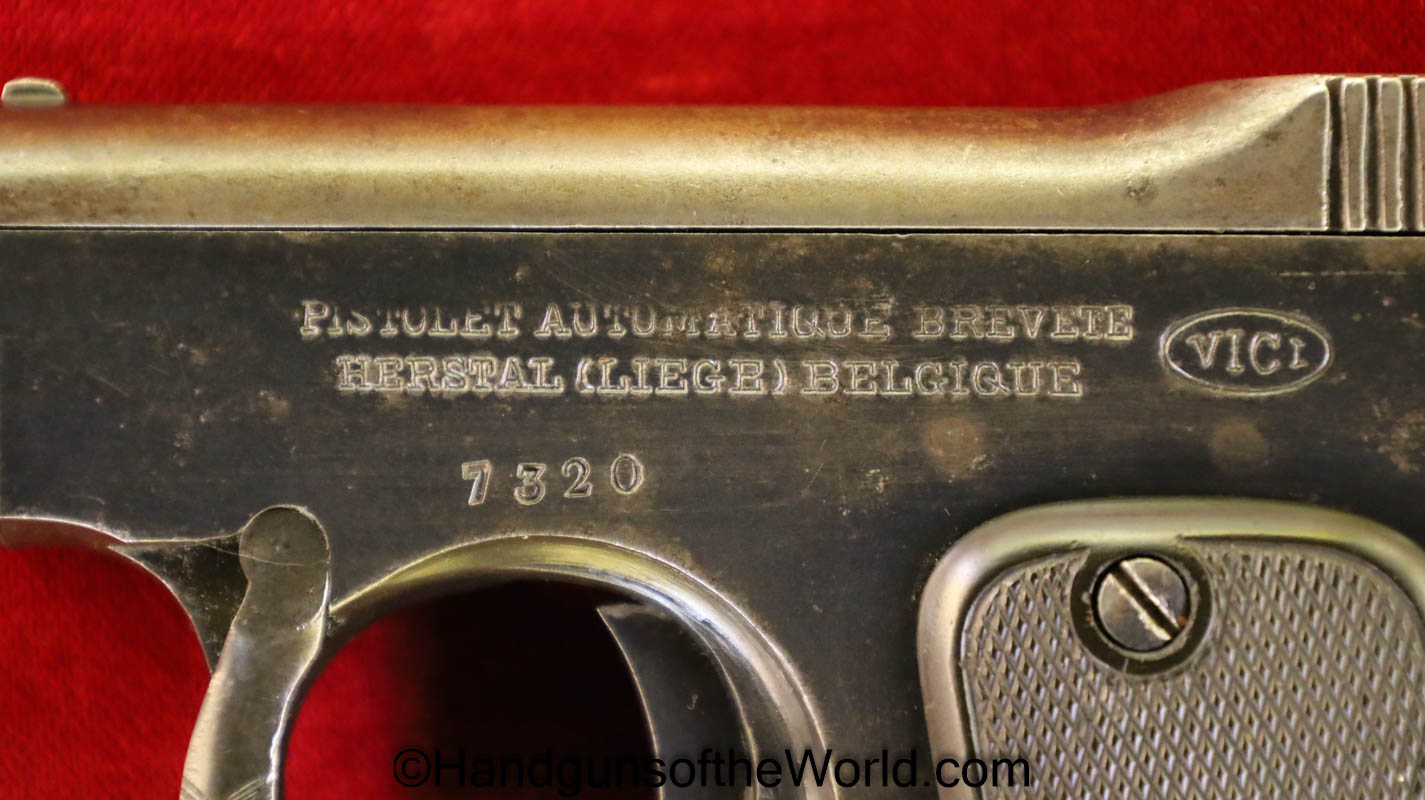 PISTOLET AUTOMATIQUE BREVETE
HERSTAL (LIEGE) BELGIQUE
VICI
7320
©HandgunsoftheWorld.com